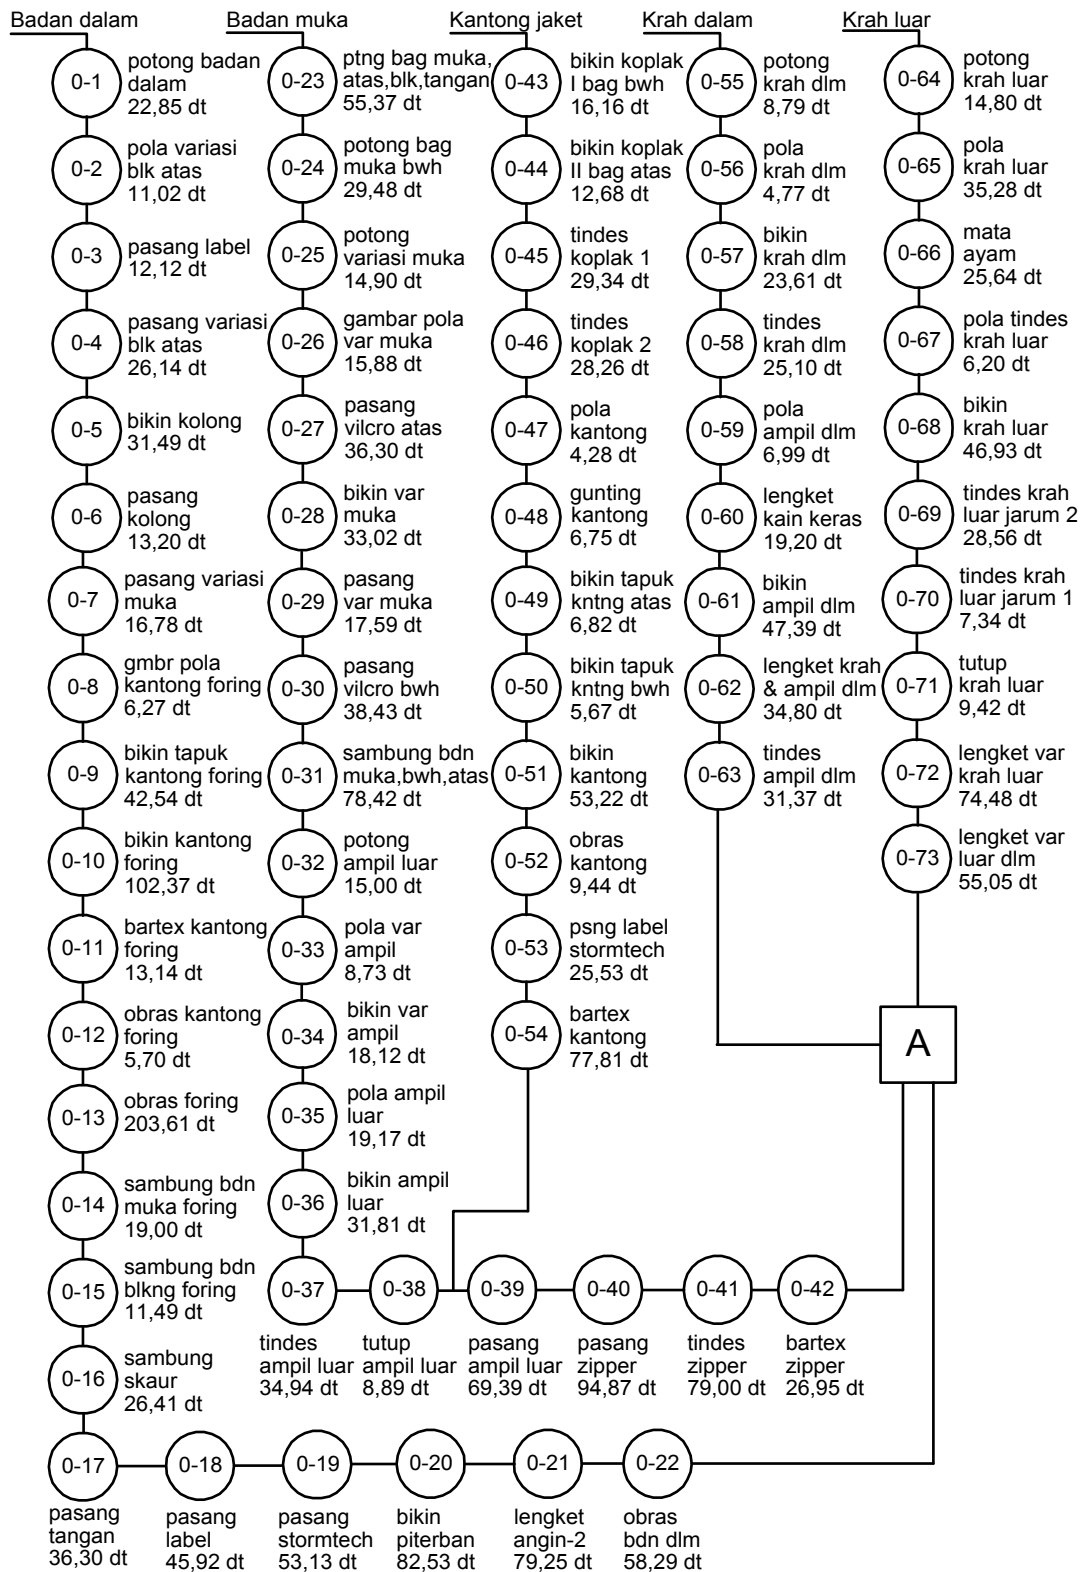 Badan dalam
0-1
potong badan
dalam
22,85 dt
0-2
pola variasi
blk atas
11,02 dt
0-3
pasang label
12,12 dt
0-4
pasang variasi
blk atas
26,14 dt
0-5
bikin kolong
31,49 dt
0-6
pasang
kolong
13,20 dt
0-7
pasang variasi
muka
16,78 dt
0-8
gmbr pola
kantong foring
6,27 dt
0-9
bikin tapuk
kantong foring
42,54 dt
0-10
bikin kantong
foring
102,37 dt
0-11
bartex kantong
foring
13,14 dt
0-12
obras kantong
foring
5,70 dt
0-13
obras foring
203,61 dt
0-14
sambung bdn
muka foring
19,00 dt
0-15
sambung bdn
blkng foring
11,49 dt
0-16
sambung
skaur
26,41 dt
0-17
pasang
tangan
36,30 dt
0-18
pasang
label
45,92 dt
0-19
pasang
stormtech
53,13 dt
0-20
bikin
piterban
82,53 dt
0-21
lengket
angin-2
79,25 dt
0-22
obras
bdn dlm
58,29 dt
Badan muka
0-23
ptng bag muka,
atas,blk,tangan
55,37 dt
0-24
potong bag
muka bwh
29,48 dt
0-25
potong
variasi muka
14,90 dt
0-26
gambar pola
var muka
15,88 dt
0-27
pasang
vilcro atas
36,30 dt
0-28
bikin var
muka
33,02 dt
0-29
pasang
var muka
17,59 dt
0-30
pasang
vilcro bwh
38,43 dt
0-31
sambung bdn
muka,bwh,atas
78,42 dt
0-32
potong
ampil luar
15,00 dt
0-33
pola var
ampil
8,73 dt
0-34
bikin var
ampil
18,12 dt
0-35
pola ampil
luar
19,17 dt
0-36
bikin ampil
luar
31,81 dt
0-37
tindes
ampil luar
34,94 dt
0-38
tutup
ampil luar
8,89 dt
0-39
pasang
ampil luar
69,39 dt
0-40
pasang
zipper
94,87 dt
0-41
tindes
zipper
79,00 dt
0-42
bartex
zipper
26,95 dt
Kantong jaket
0-43
bikin koplak
I bag bwh
16,16 dt
0-44
bikin koplak
II bag atas
12,68 dt
0-45
tindes
koplak 1
29,34 dt
0-46
tindes
koplak 2
28,26 dt
0-47
pola
kantong
4,28 dt
0-48
gunting
kantong
6,75 dt
0-49
bikin tapuk
kntng atas
6,82 dt
0-50
bikin tapuk
kntng bwh
5,67 dt
0-51
bikin
kantong
53,22 dt
0-52
obras
kantong
9,44 dt
0-53
psng label
stormtech
25,53 dt
0-54
bartex
kantong
77,81 dt
Krah dalam
0-55
potong
krah dlm
8,79 dt
0-56
pola
krah dlm
4,77 dt
0-57
bikin
krah dlm
23,61 dt
0-58
tindes
krah dlm
25,10 dt
0-59
pola
ampil dlm
6,99 dt
0-60
lengket
kain keras
19,20 dt
0-61
bikin
ampil dlm
47,39 dt
0-62
lengket krah
& ampil dlm
34,80 dt
0-63
tindes
ampil dlm
31,37 dt
Krah luar
0-64
potong
krah luar
14,80 dt
0-65
pola
krah luar
35,28 dt
0-66
mata
ayam
25,64 dt
0-67
pola tindes
krah luar
6,20 dt
0-68
bikin
krah luar
46,93 dt
0-69
tindes krah
luar jarum 2
28,56 dt
0-70
tindes krah
luar jarum 1
7,34 dt
0-71
tutup
krah luar
9,42 dt
0-72
lengket var
krah luar
74,48 dt
0-73
lengket var
luar dlm
55,05 dt
A